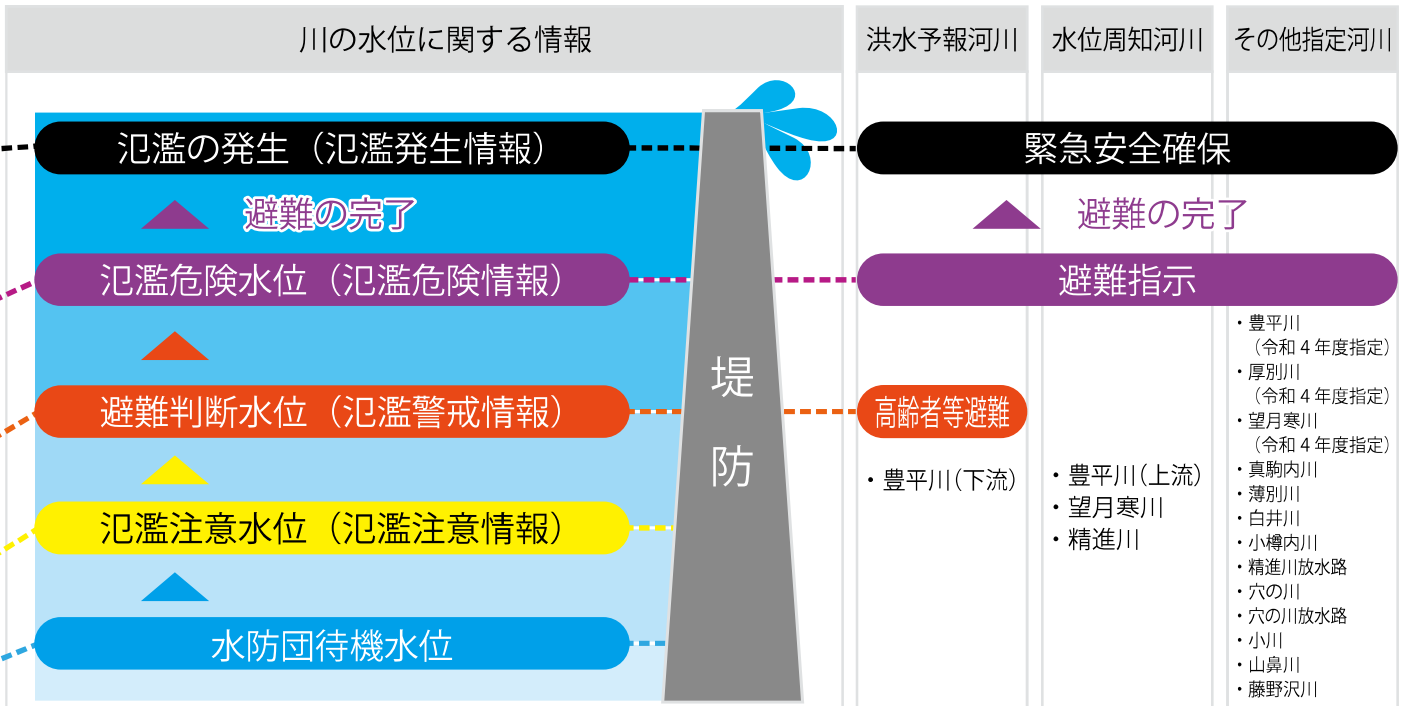 川の水位に関する情報
洪水予報河川
水位周知河川
その他指定河川
氾濫の発生（氾濫発生情報）
緊急安全確保
避難の完了
避難の完了
氾濫危険水位（氾濫危険情報）
避難指示
避難判断水位（氾濫警戒情報）
高齢者等避難
氾濫注意水位（氾濫注意情報）
水防団待機水位
堤
防
・豊平川（下流）
・豊平川（上流）
・望月寒川
・精進川
・豊平川
（令和４年度指定）
・厚別川
（令和４年度指定）
・望月寒川
（令和４年度指定）
・真駒内川
・薄別川
・白井川
・小樽内川
・精進川放水路
・穴の川
・穴の川放水路
・小川
・山鼻川
・藤野沢川